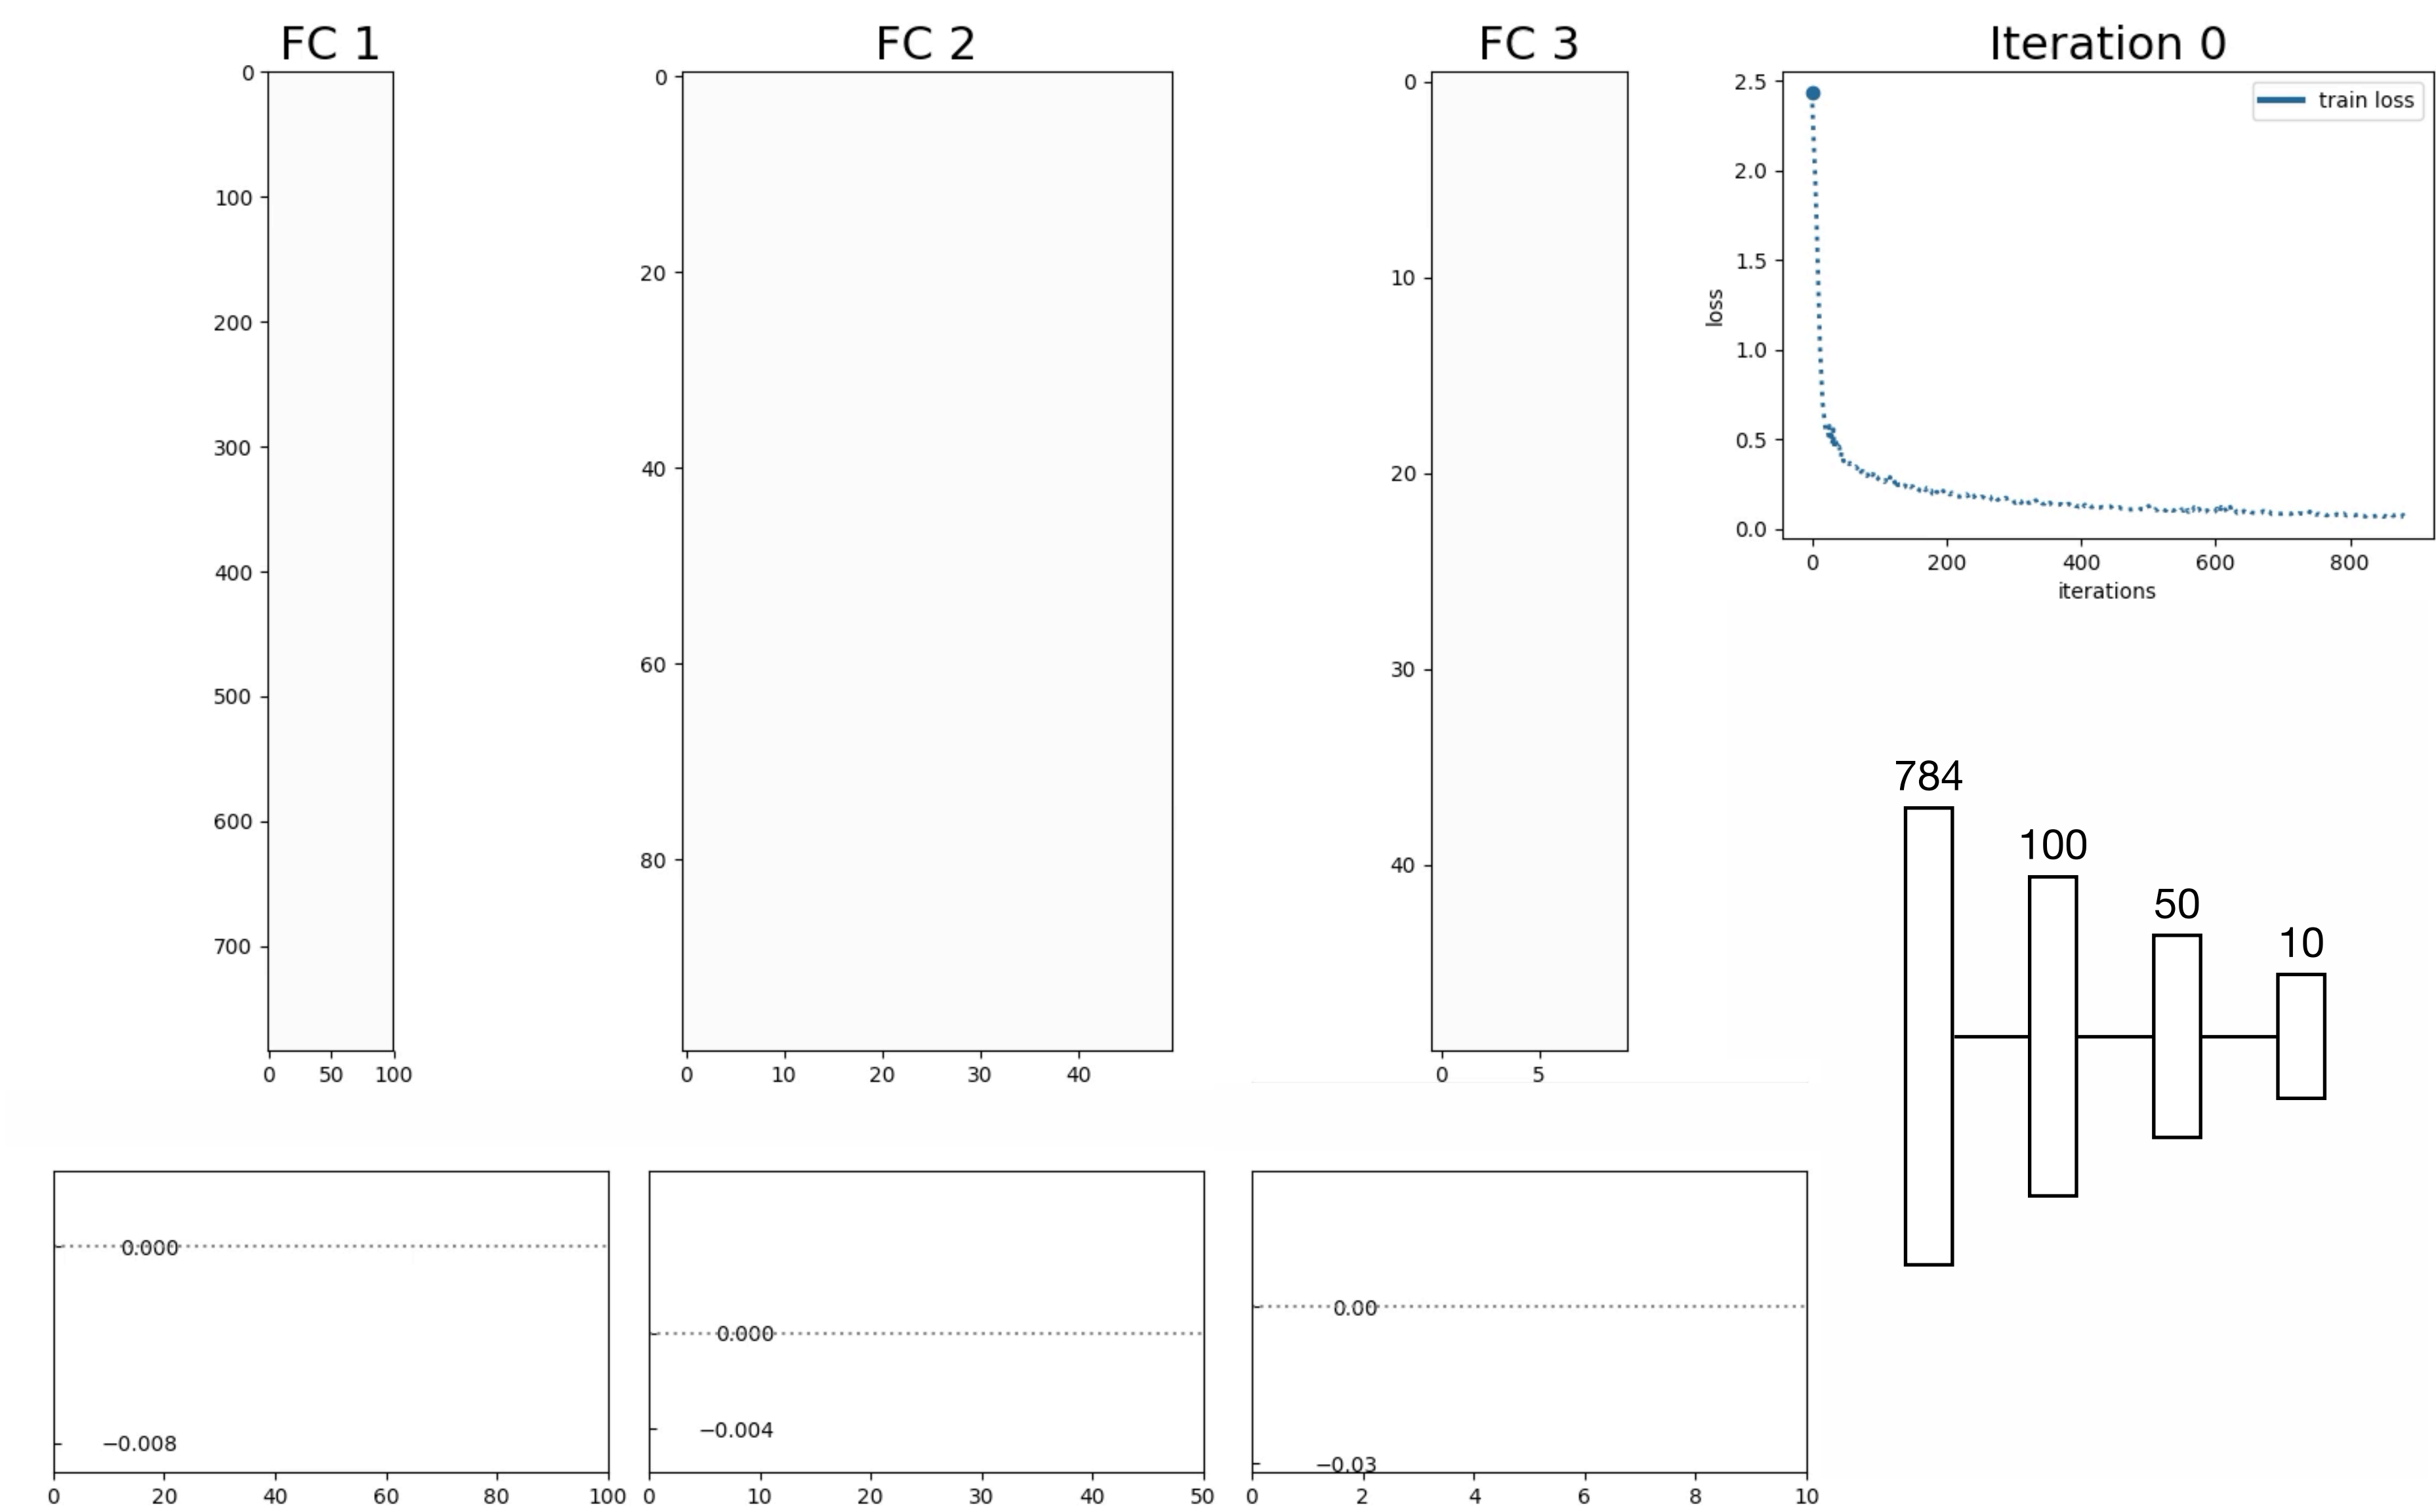 FC 1
0
100
200
300
400
500
600
700
0 50 100
FC 2
0
20
40
60
80
0 10 20 30 40
FC 3
0
10
20
30
40
0 5
Iteration 0
2.5
2.0
1.5
1.0
0.5
0.0
loss
train loss
0 200 400 600 800
iterations
784
100
50
10
0.000
−0.008
0 20 40 60 80 100
0.000
−0.004
0 10 20 30 40 50
0.00
−0.03
0 2 4 6 8 10